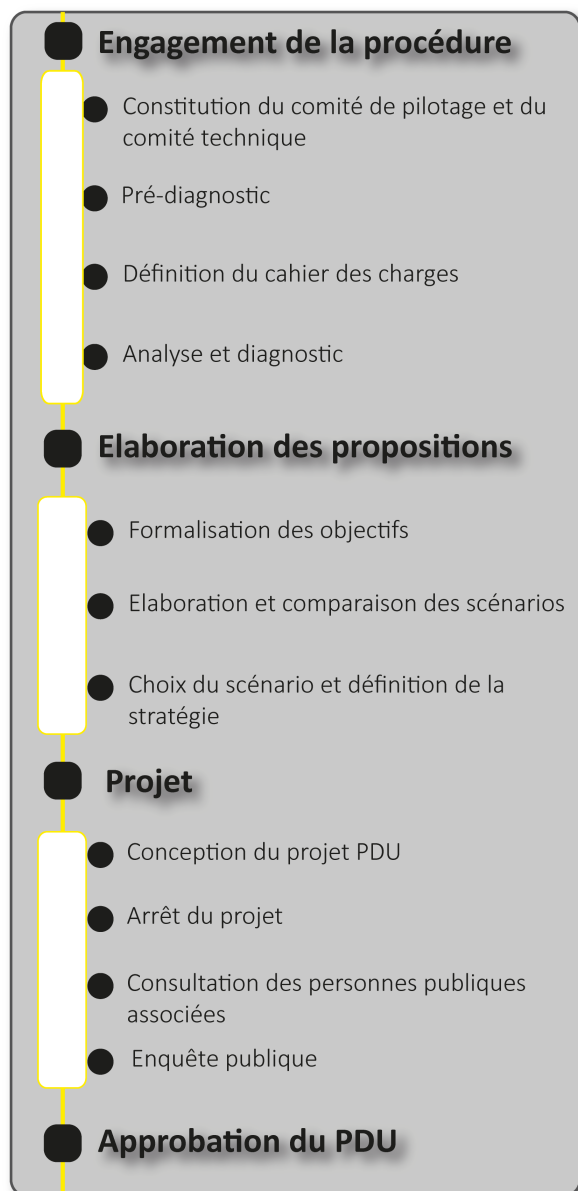 Engagement de la procédure
Constitution du comité de pilotage et du
comité technique
Pré-diagnostic
Définition du cahier des charges
Analyse et diagnostic
Elaboration des propositions
Formalisation des objectifs
Elaboration et comparaison des scénarios
Choix du scénario et définition de la
stratégie
Projet
Conception du projet PDU
Arrêt du projet
Consultation des personnes publiques
associées
Enquête publique
Approbation du PDU